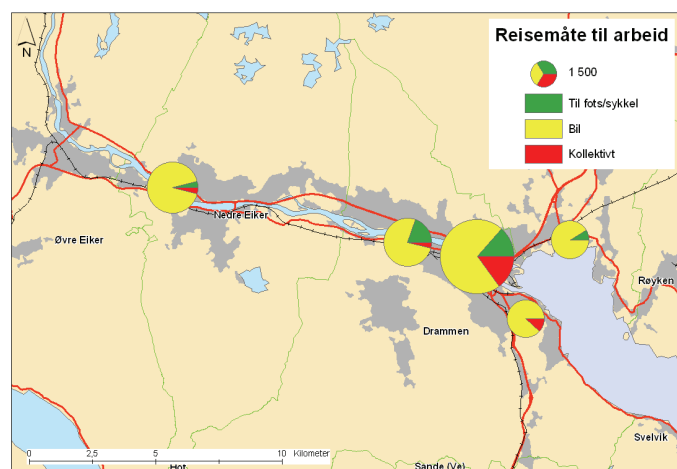 Reisemåte til arbeid
1 500
Til fots/sykkel
Bil
Kollektivt
N
Nedre Eiker
Øvre Eiker
Røyken
Drammen
Svelvik
0 2,5 5 10 Kilometer
Hof
Sande (Ve)